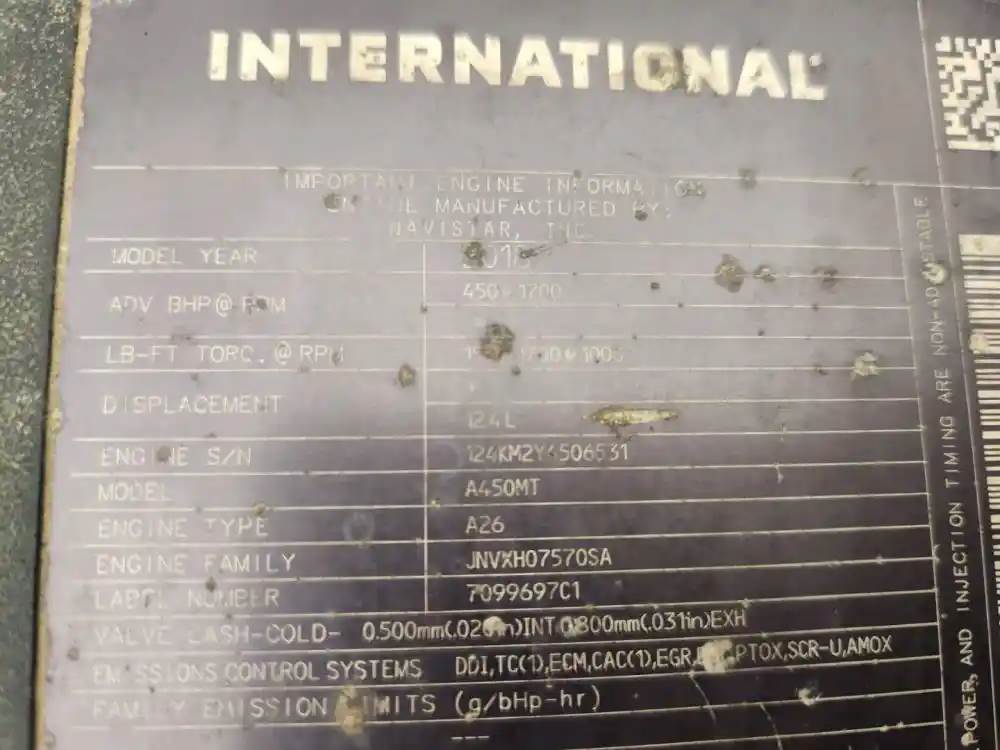 INTERNATIONAL
IMPORTANT ENGINE INFORMATION
ENGINE MANUFACTURED BY:
NAVISTAR, INC.
MODEL YEAR
ADV BHP@RPM 450@1700
LB-FT TORQ.@RPM
DISPLACEMENT 12.4L
ENGINE S/N
MODEL A450MT
ENGINE TYPE A26
ENGINE FAMILY JNVXH07570SA
LABEL NUMBER 7099697C1
VALVE LASH-COLD- 0.500mm(.020in)INT 0.800mm(.031in)EXH
EMISSIONS CONTROL SYSTEMS DDI,TC(1),ECM,CAC(1),EGR, PTOX,SCR-U,AMOX
FAMILY EMISSION LIMITS (g/bHp-hr)
---
POWER, AND INJECTION TIMING ARE NON-ADJUSTABLE